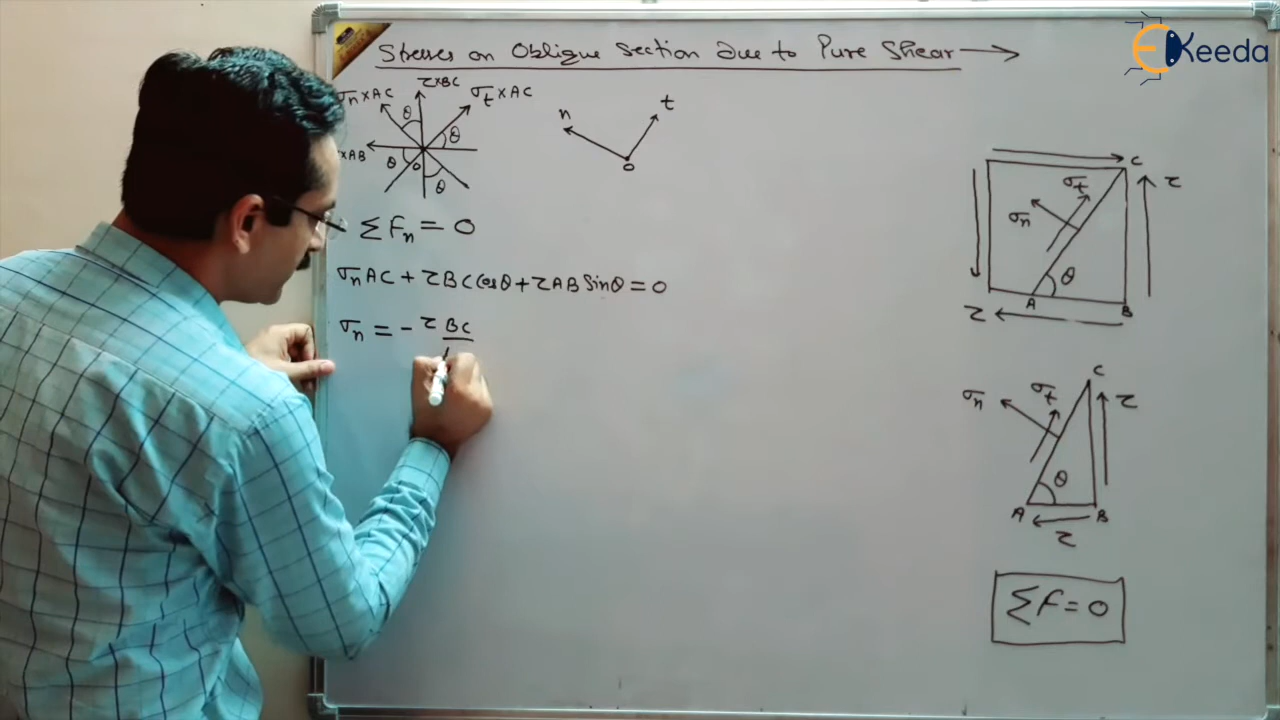 Stresses on Oblique Section Due to Pure Shear
EKeeda
σn×AC
τ×BC
σt×AC
θ
θ
×AB
θ
θ
O
n
t
O
ΣFn = 0
σn AC + τ BC Cosθ + τ AB Sinθ = 0
σn = - τ BC
C
τ
σt
σn
θ
A
B
τ
C
σn
σt
τ
θ
A
B
τ
ΣF = 0